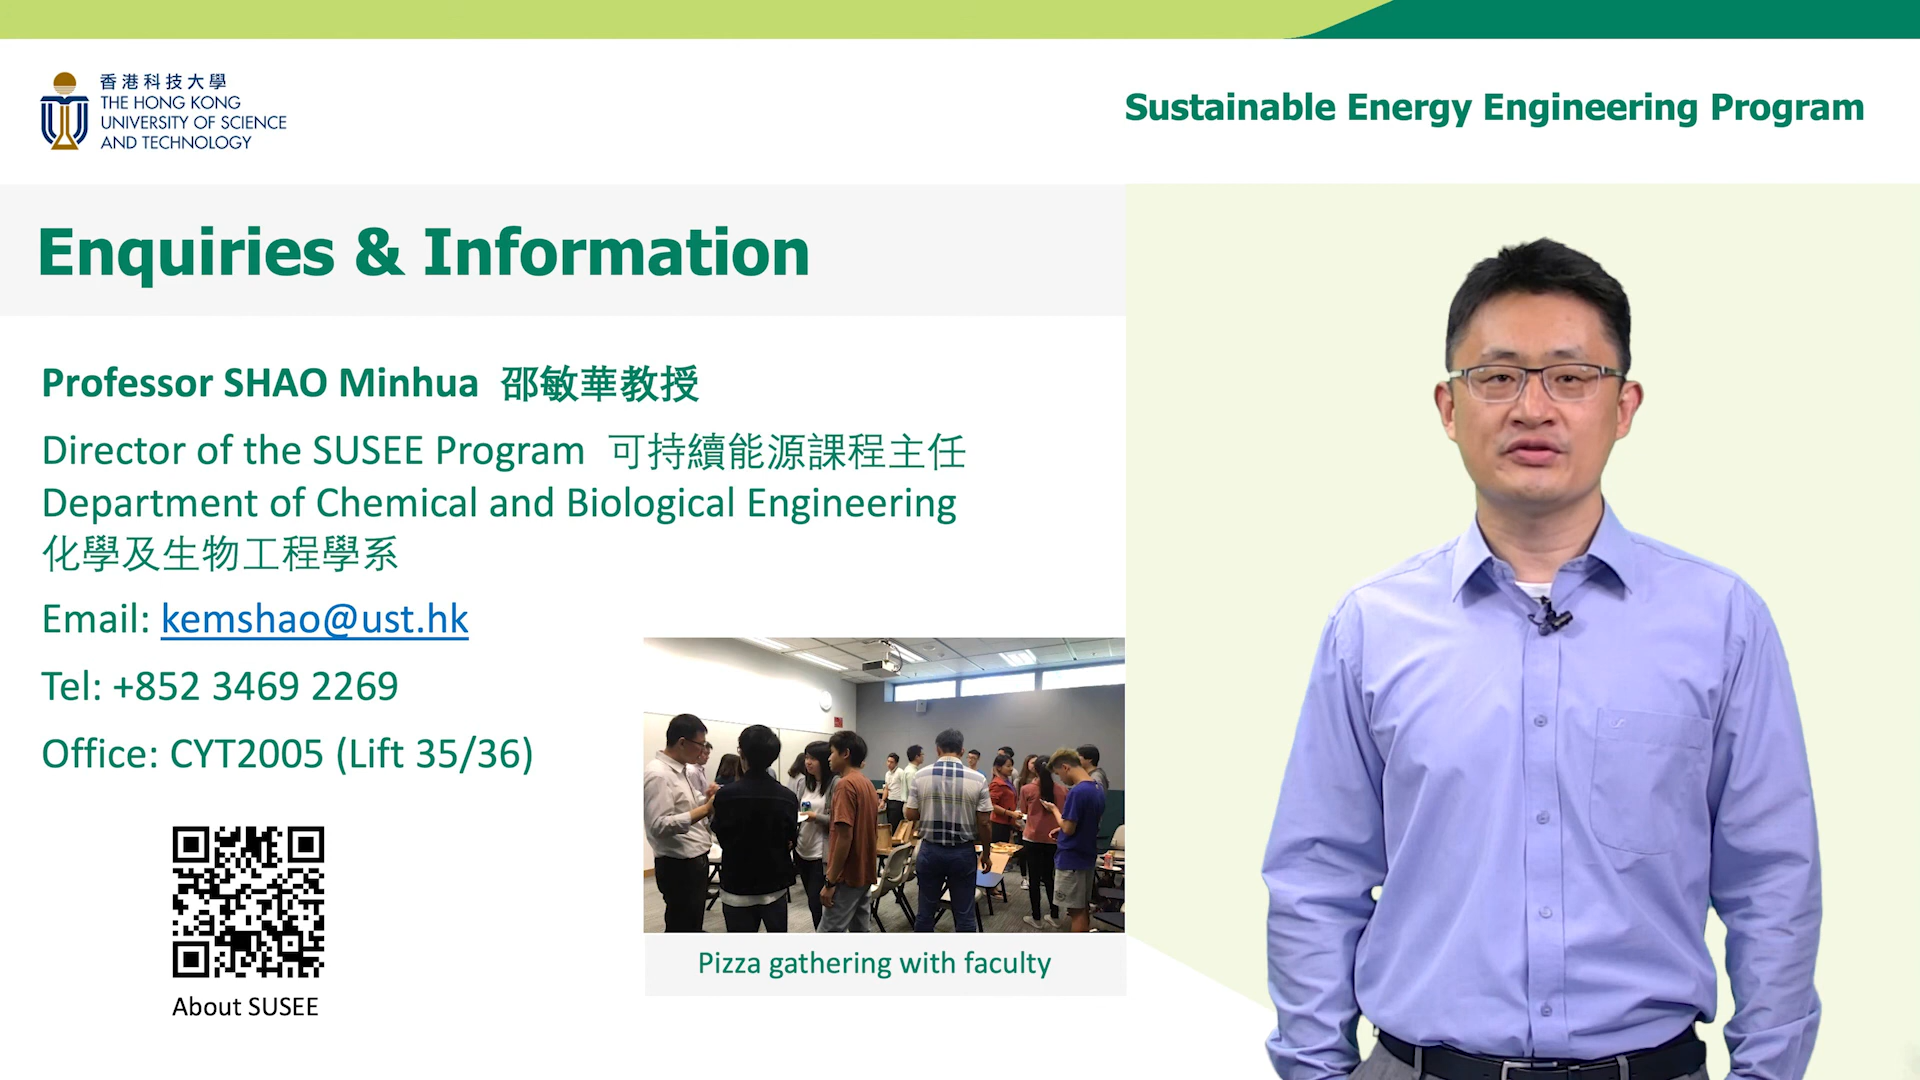 香港科技大學
THE HONG KONG
UNIVERSITY OF SCIENCE
AND TECHNOLOGY
Sustainable Energy Engineering Program
Enquiries & Information
Professor SHAO Minhua 邵敏華教授
Director of the SUSEE Program 可持續能源課程主任
Department of Chemical and Biological Engineering
化學及生物工程學系
Email: kemshao@ust.hk
Tel: +852 3469 2269
Office: CYT2005 (Lift 35/36)
Pizza gathering with faculty
About SUSEE